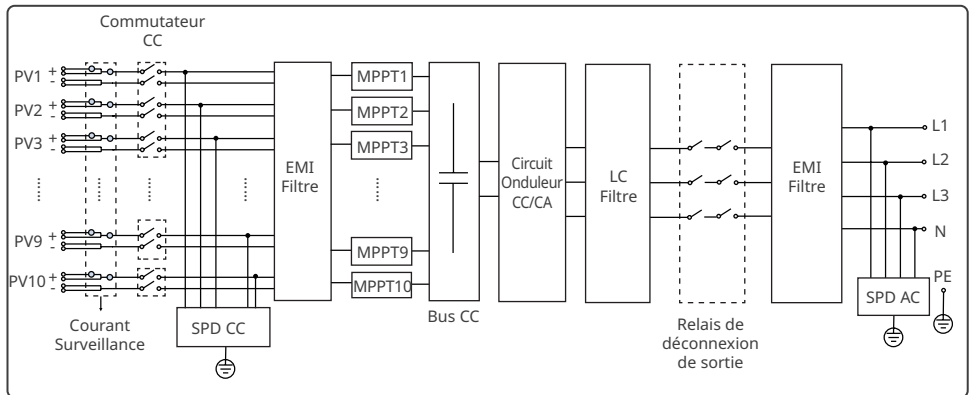 Commutateur
CC
PV1 + -
PV2 + -
PV3 + -
PV9 + -
PV10 + -
Courant
Surveillance
SPD CC
EMI
Filtre
MPPT1
MPPT2
MPPT3
MPPT9
MPPT10
Bus CC
Circuit
Onduleur
CC/CA
LC
Filtre
Relais de
déconnexion
de sortie
EMI
Filtre
L1
L2
L3
N
PE
SPD AC